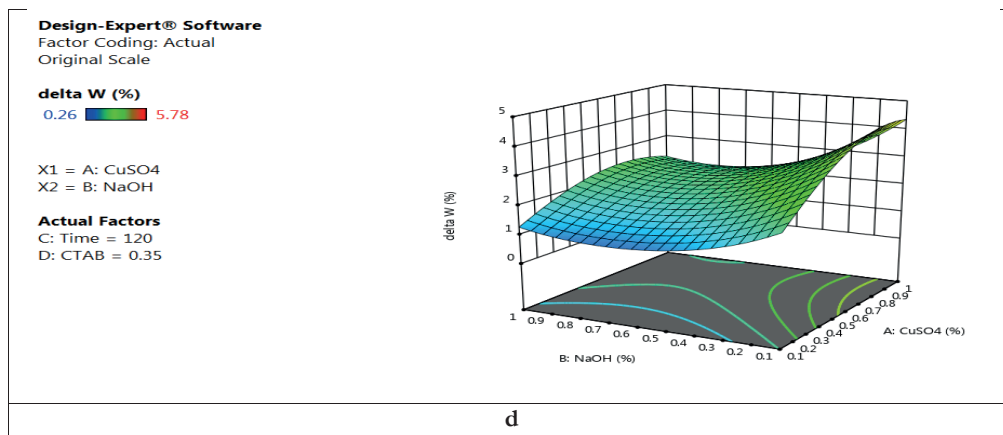 Design-Expert® Software
Factor Coding: Actual
Original Scale
delta W (%)
0.26 5.78
X1 = A: CuSO4
X2 = B: NaOH
Actual Factors
C: Time = 120
D: CTAB = 0.35
5
4
3
2
1
0
delta W (%)
1 0.9 0.8 0.7 0.6 0.5 0.4 0.3 0.2 0.1
B: NaOH (%)
0.1 0.2 0.3 0.4 0.5 0.6 0.7 0.8 0.9 1
A: CuSO4 (%)
d